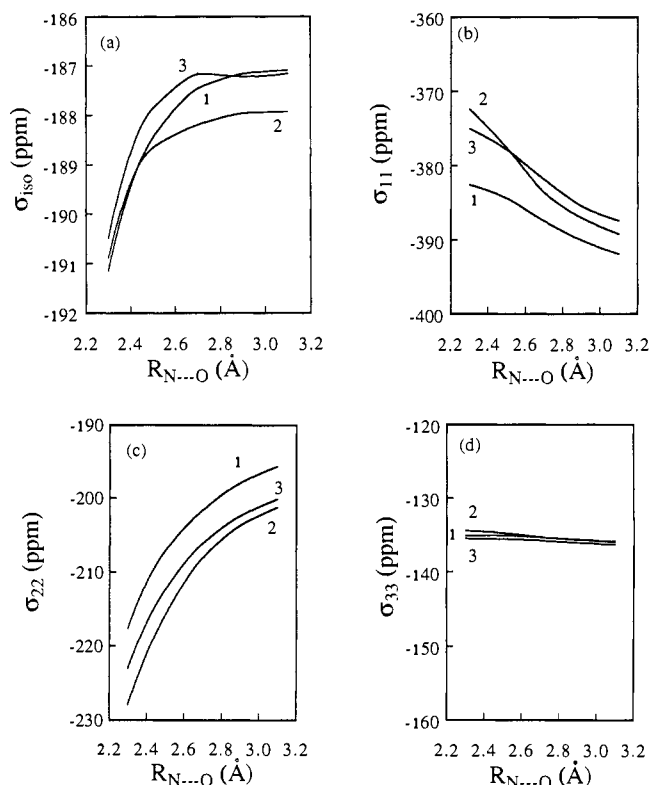 (a)
-186
-187
-188
-189
-190
-191
-192
σiso (ppm)
3
1
2
2.2 2.4 2.6 2.8 3.0 3.2
RN---O (Å)
(b)
-360
-370
-380
-390
-400
σ11 (ppm)
2
3
1
2.2 2.4 2.6 2.8 3.0 3.2
RN---O (Å)
(c)
-190
-200
-210
-220
-230
σ22 (ppm)
1
3
2
2.2 2.4 2.6 2.8 3.0 3.2
RN---O (Å)
(d)
-120
-130
-140
-150
-160
σ33 (ppm)
2
1
3
2.2 2.4 2.6 2.8 3.0 3.2
RN---O (Å)